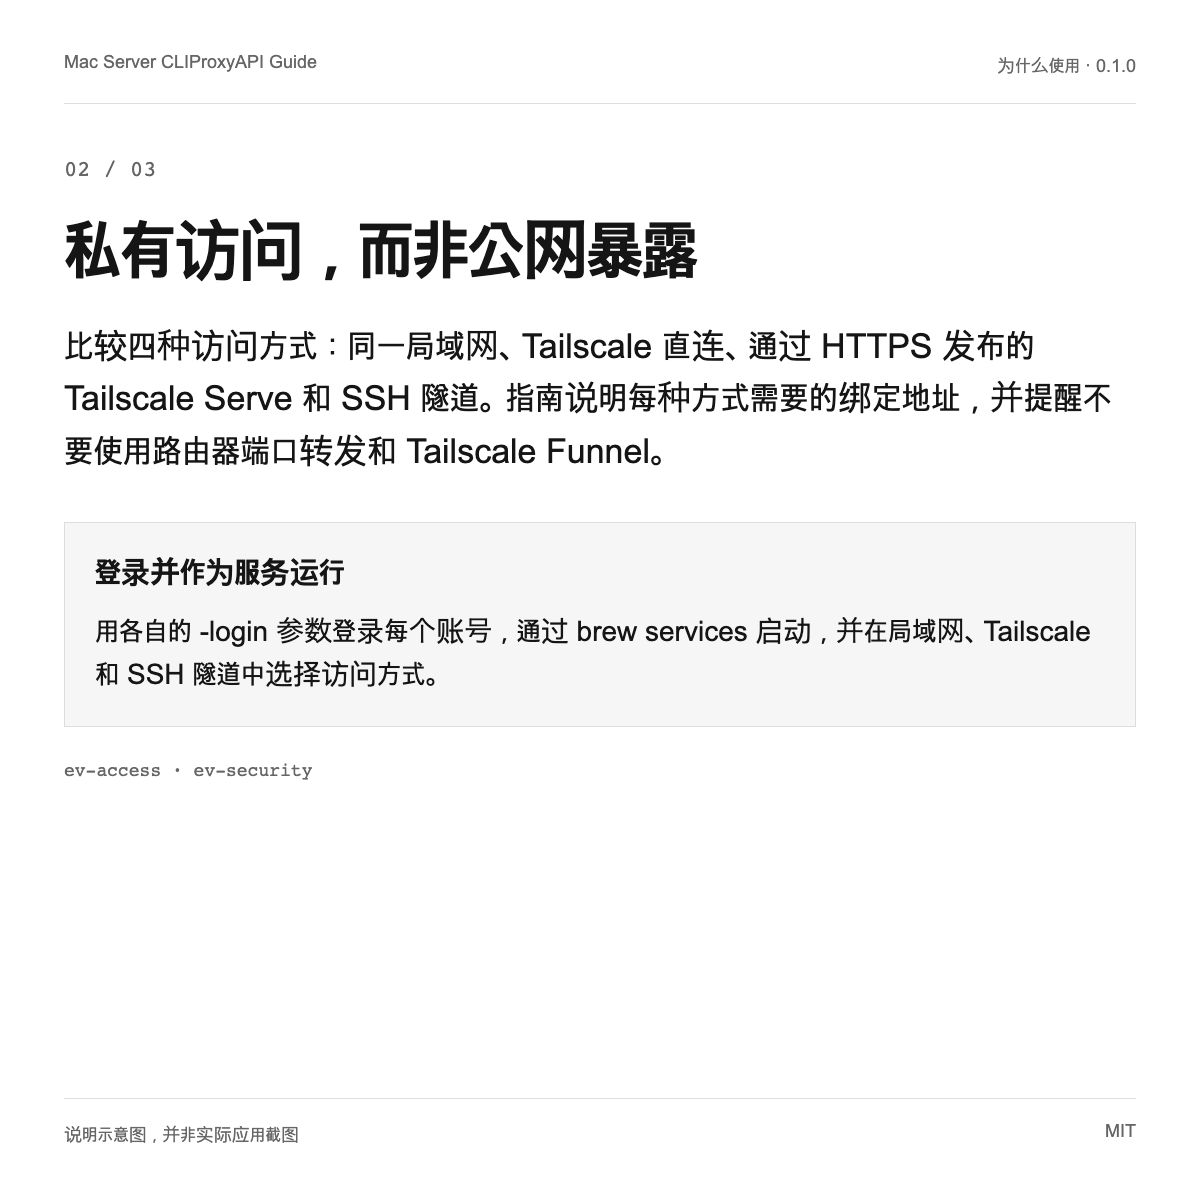 Mac Server CLIProxyAPI Guide
为什么使用 · 0.1.0
02 / 03
私有访问，而非公网暴露
比较四种访问方式：同一局域网、Tailscale 直连、通过 HTTPS 发布的
Tailscale Serve 和 SSH 隧道。指南说明每种方式需要的绑定地址，并提醒不
要使用路由器端口转发和 Tailscale Funnel。
登录并作为服务运行
用各自的 -login 参数登录每个账号，通过 brew services 启动，并在局域网、Tailscale
和 SSH 隧道中选择访问方式。
ev-access · ev-security
说明示意图，并非实际应用截图
MIT